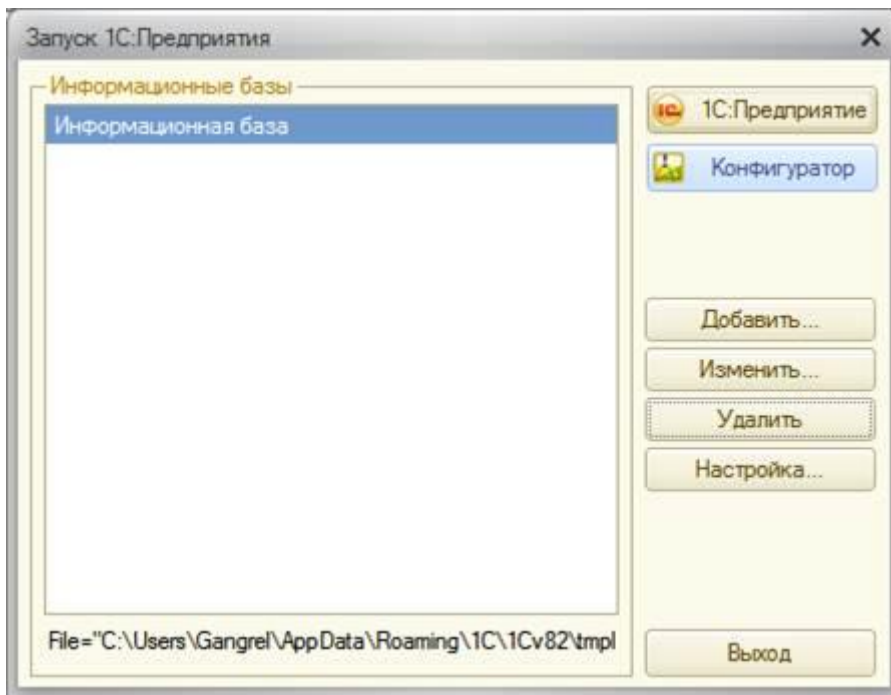 Запуск 1С:Предприятия
Информационные базы
Информационная база
1С:Предприятие
Конфигуратор
Добавить...
Изменить...
Удалить
Настройка...
File="C:\Users\Gangrel\AppData\Roaming\1C\1Cv82\tmpl
Выход